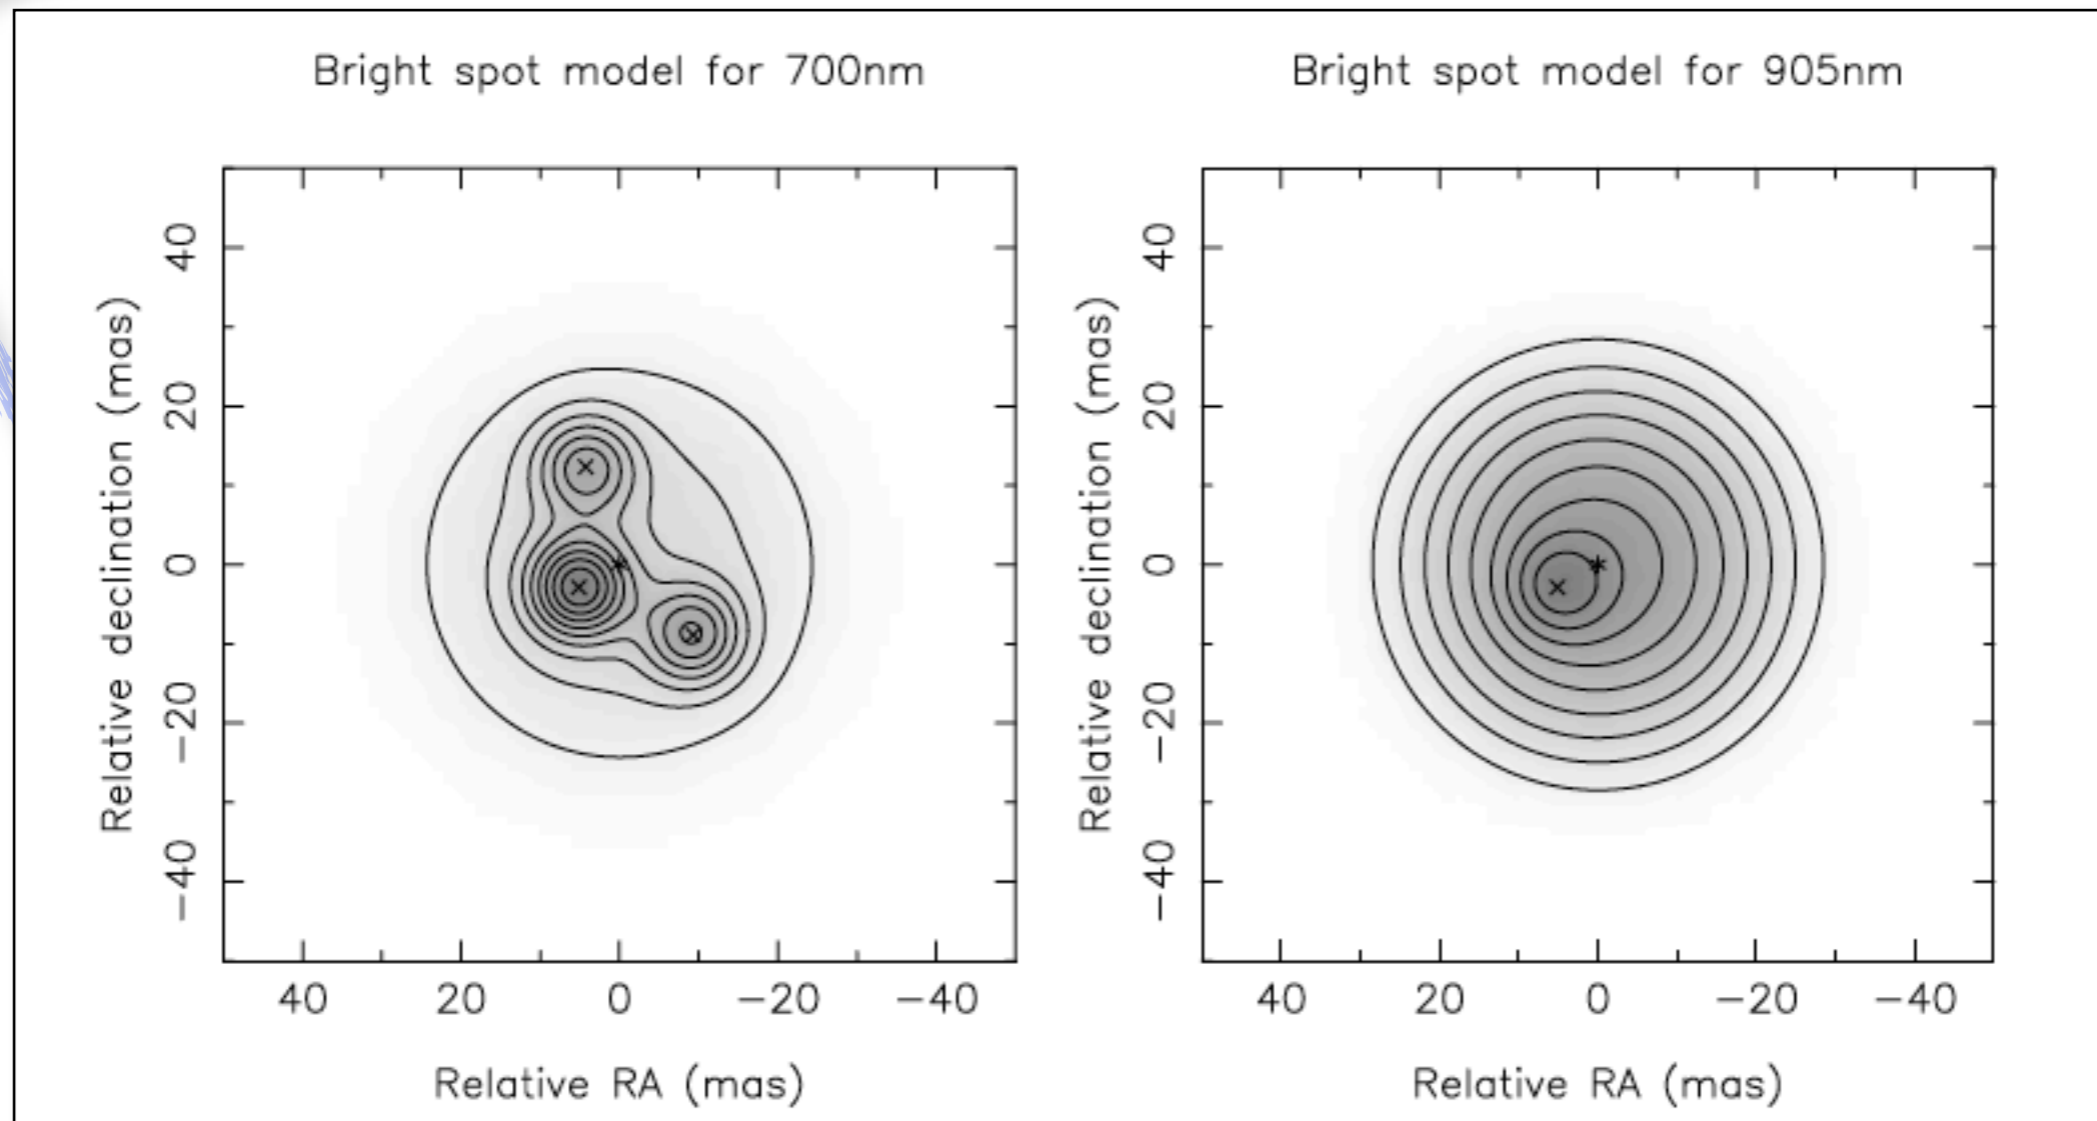 Bright spot model for 700nm
Relative declination (mas)
40
20
0
−20
−40
40 20 0 −20 −40
Relative RA (mas)
Bright spot model for 905nm
Relative declination (mas)
40
20
0
−20
−40
40 20 0 −20 −40
Relative RA (mas)